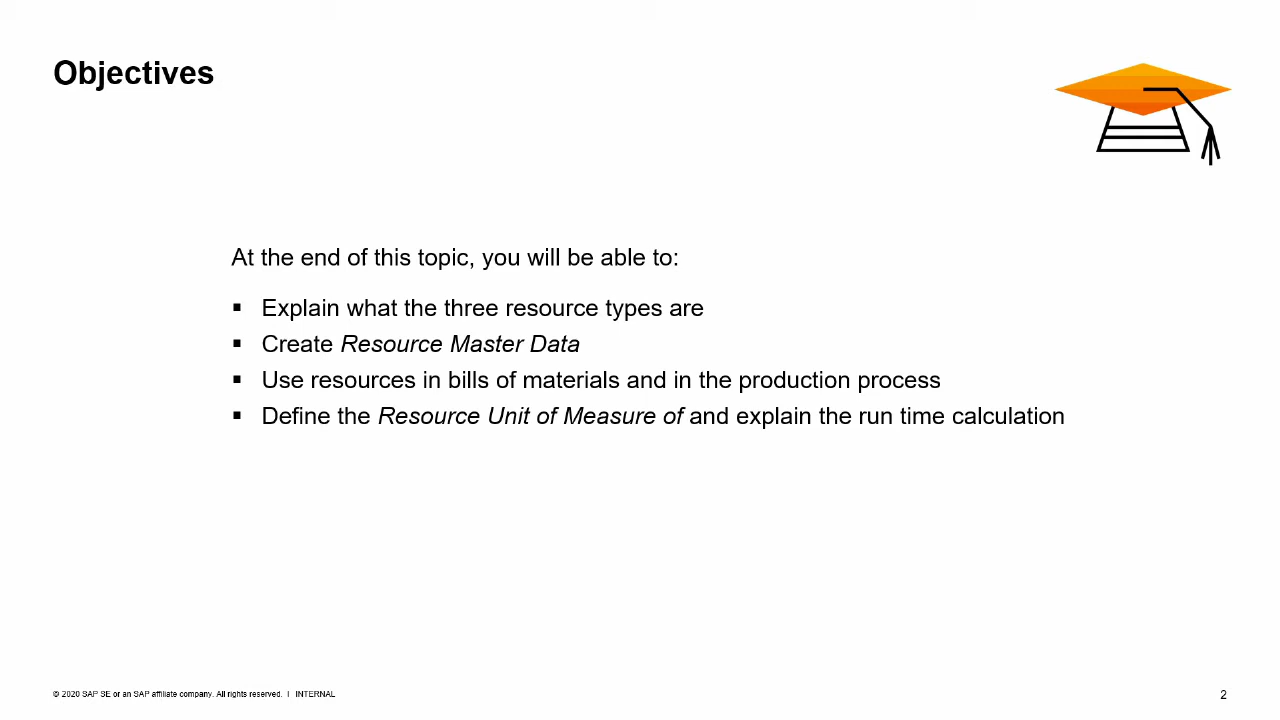 Objectives
At the end of this topic, you will be able to:
▪ Explain what the three resource types are
▪ Create Resource Master Data
▪ Use resources in bills of materials and in the production process
▪ Define the Resource Unit of Measure of and explain the run time calculation
© 2020 SAP SE or an SAP affiliate company. All rights reserved. I INTERNAL
2